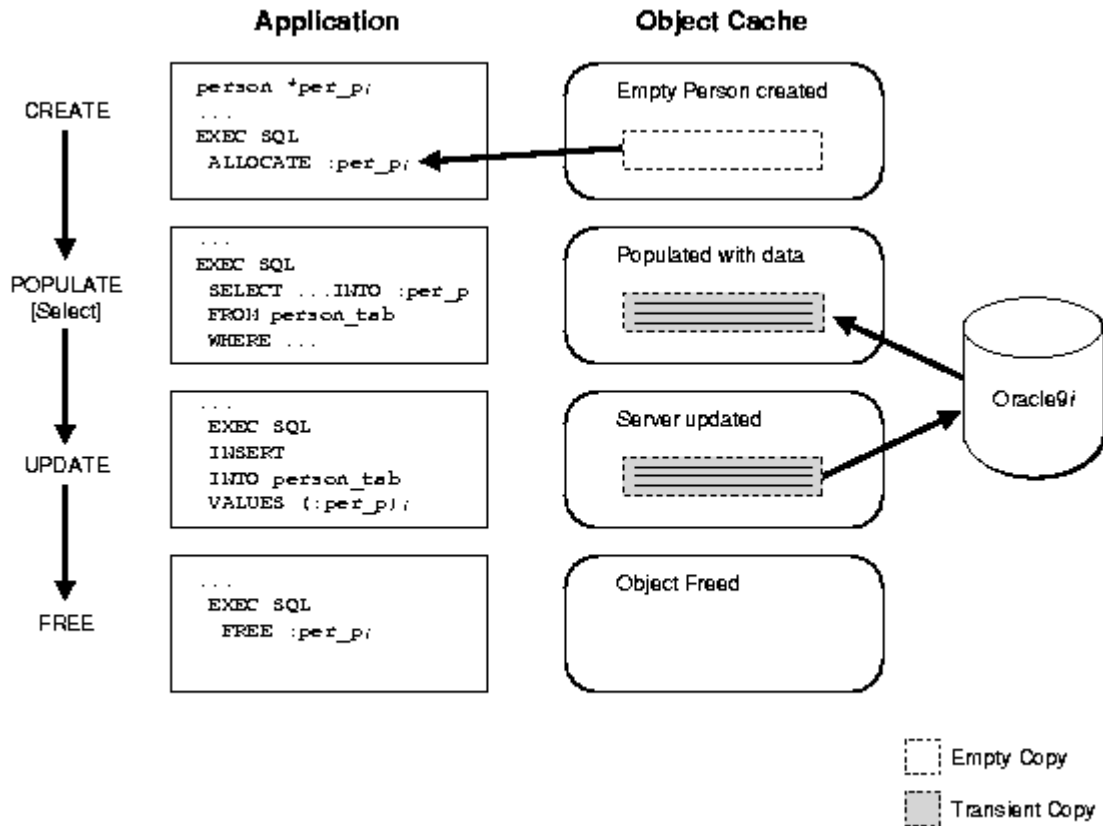 Application
Object Cache
CREATE
person *per_p;
...
EXEC SQL
ALLOCATE :per_p;
Empty Person created
POPULATE
[Select]
...
EXEC SQL
SELECT ...INTO :per_p
FROM person_tab
WHERE ...
Populated with data
Oracle9i
UPDATE
...
EXEC SQL
INSERT
INTO person_tab
VALUES (:per_p);
Server updated
FREE
...
EXEC SQL
FREE :per_p;
Object Freed
Empty Copy
Transient Copy